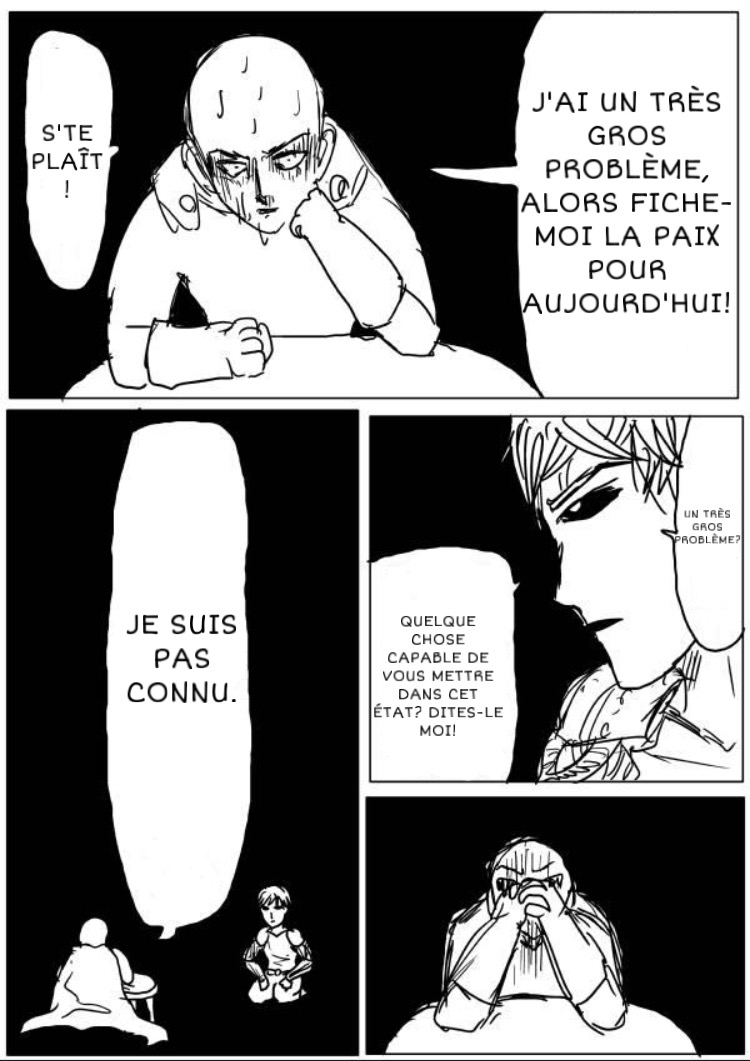 J'AI UN TRÈS
GROS
PROBLÈME,
ALORS FICHE-
MOI LA PAIX
POUR
AUJOURD'HUI!
S'TE
PLAÎT
!
UN TRÈS
GROS
PROBLÈME?
QUELQUE
CHOSE
CAPABLE DE
VOUS METTRE
DANS CET
ÉTAT? DITES-LE
MOI!
JE SUIS
PAS
CONNU.